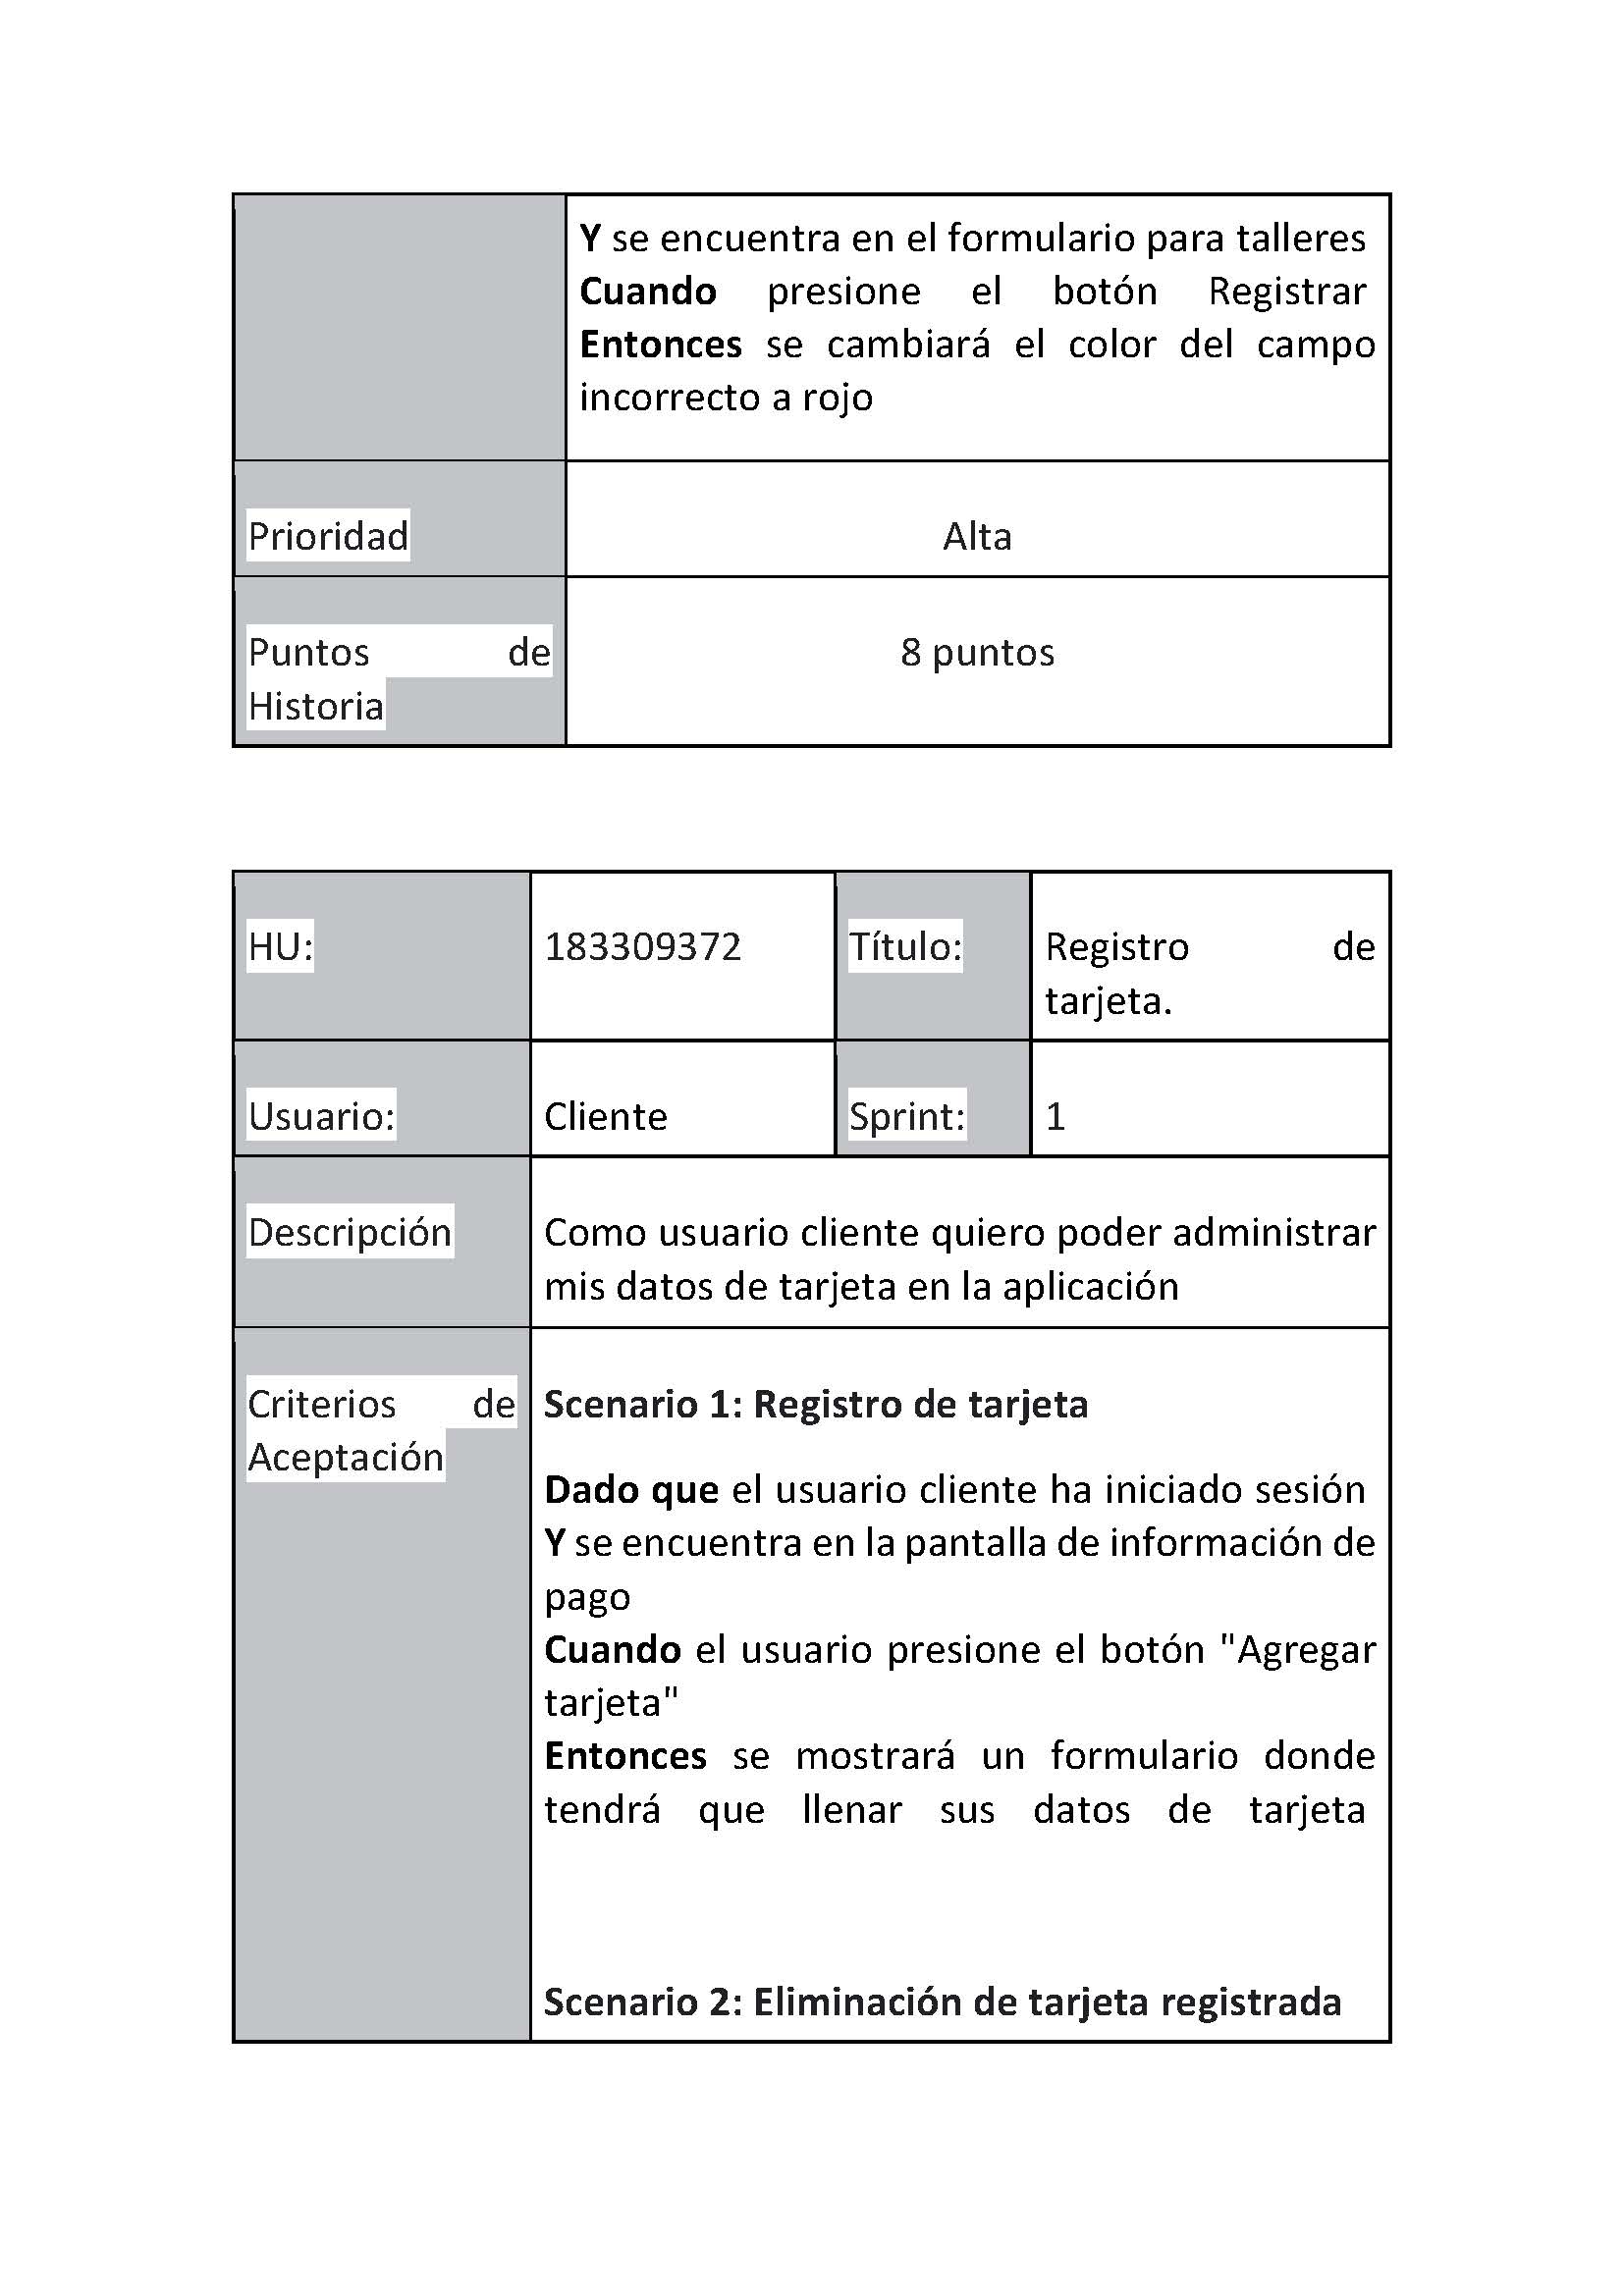 Y se encuentra en el formulario para talleres
Cuando presione el botón Registrar
Entonces se cambiará el color del campo
incorrecto a rojo
Prioridad
Alta
Puntos de
Historia
8 puntos
HU:
183309372
Título:
Registro de
tarjeta.
Usuario:
Cliente
Sprint:
1
Descripción
Como usuario cliente quiero poder administrar
mis datos de tarjeta en la aplicación
Criterios de
Aceptación
Scenario 1: Registro de tarjeta
Dado que el usuario cliente ha iniciado sesión
Y se encuentra en la pantalla de información de
pago
Cuando el usuario presione el botón "Agregar
tarjeta"
Entonces se mostrará un formulario donde
tendrá que llenar sus datos de tarjeta
Scenario 2: Eliminación de tarjeta registrada